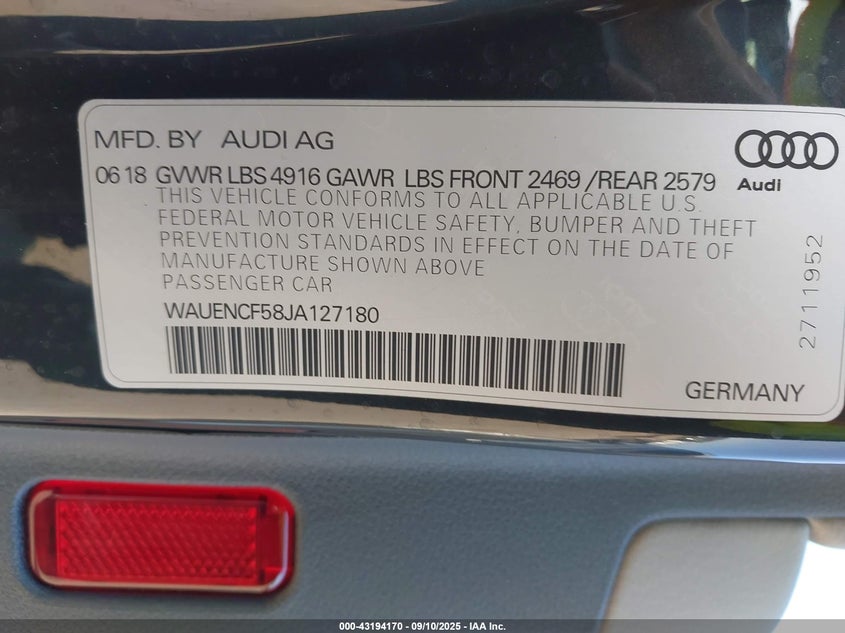 MFD. BY AUDI AG
Audi
06 18 GVWR LBS 4916 GAWR LBS FRONT 2469 /REAR 2579
THIS VEHICLE CONFORMS TO ALL APPLICABLE U.S.
FEDERAL MOTOR VEHICLE SAFETY, BUMPER AND THEFT
PREVENTION STANDARDS IN EFFECT ON THE DATE OF
MANUFACTURE SHOWN ABOVE
PASSENGER CAR
WAUENCF58JA127180
2711952
GERMANY
000-43194170 - 09/10/2025 - IAA Inc.